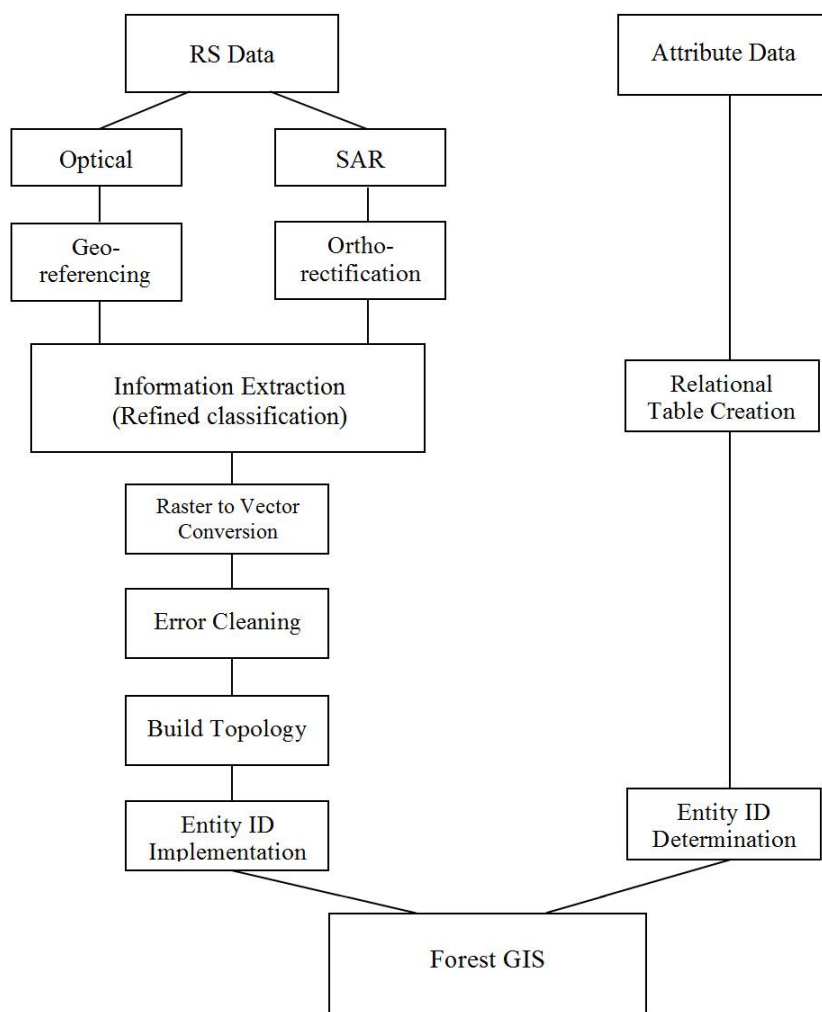 RS Data
Attribute Data
Optical
SAR
Geo-
referencing
Ortho-
rectification
Information Extraction
(Refined classification)
Relational
Table Creation
Raster to Vector
Conversion
Error Cleaning
Build Topology
Entity ID
Implementation
Entity ID
Determination
Forest GIS